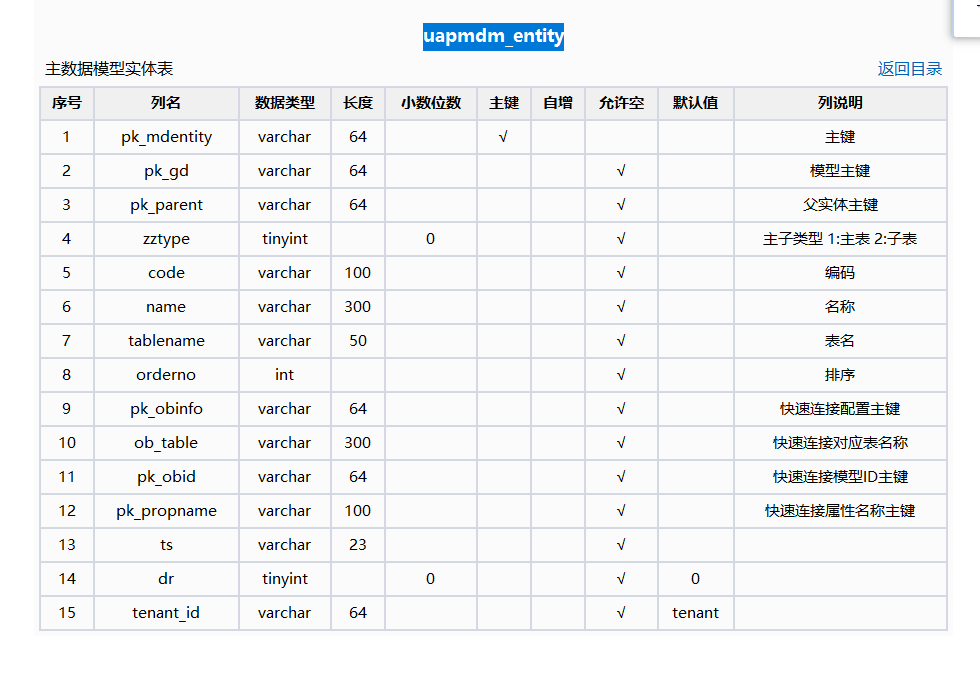 uapmdm_entity
主数据模型实体表 返回目录
序号 列名 数据类型 长度 小数位数 主键 自增 允许空 默认值 列说明
1 pk_mdentity varchar 64 √ 主键
2 pk_gd varchar 64 √ 模型主键
3 pk_parent varchar 64 √ 父实体主键
4 zztype tinyint 0 √ 主子类型 1:主表 2:子表
5 code varchar 100 √ 编码
6 name varchar 300 √ 名称
7 tablename varchar 50 √ 表名
8 orderno int √ 排序
9 pk_obinfo varchar 64 √ 快速连接配置主键
10 ob_table varchar 300 √ 快速连接对应表名称
11 pk_obid varchar 64 √ 快速连接模型ID主键
12 pk_propname varchar 100 √ 快速连接属性名称主键
13 ts varchar 23 √
14 dr tinyint 0 √ 0
15 tenant_id varchar 64 √ tenant